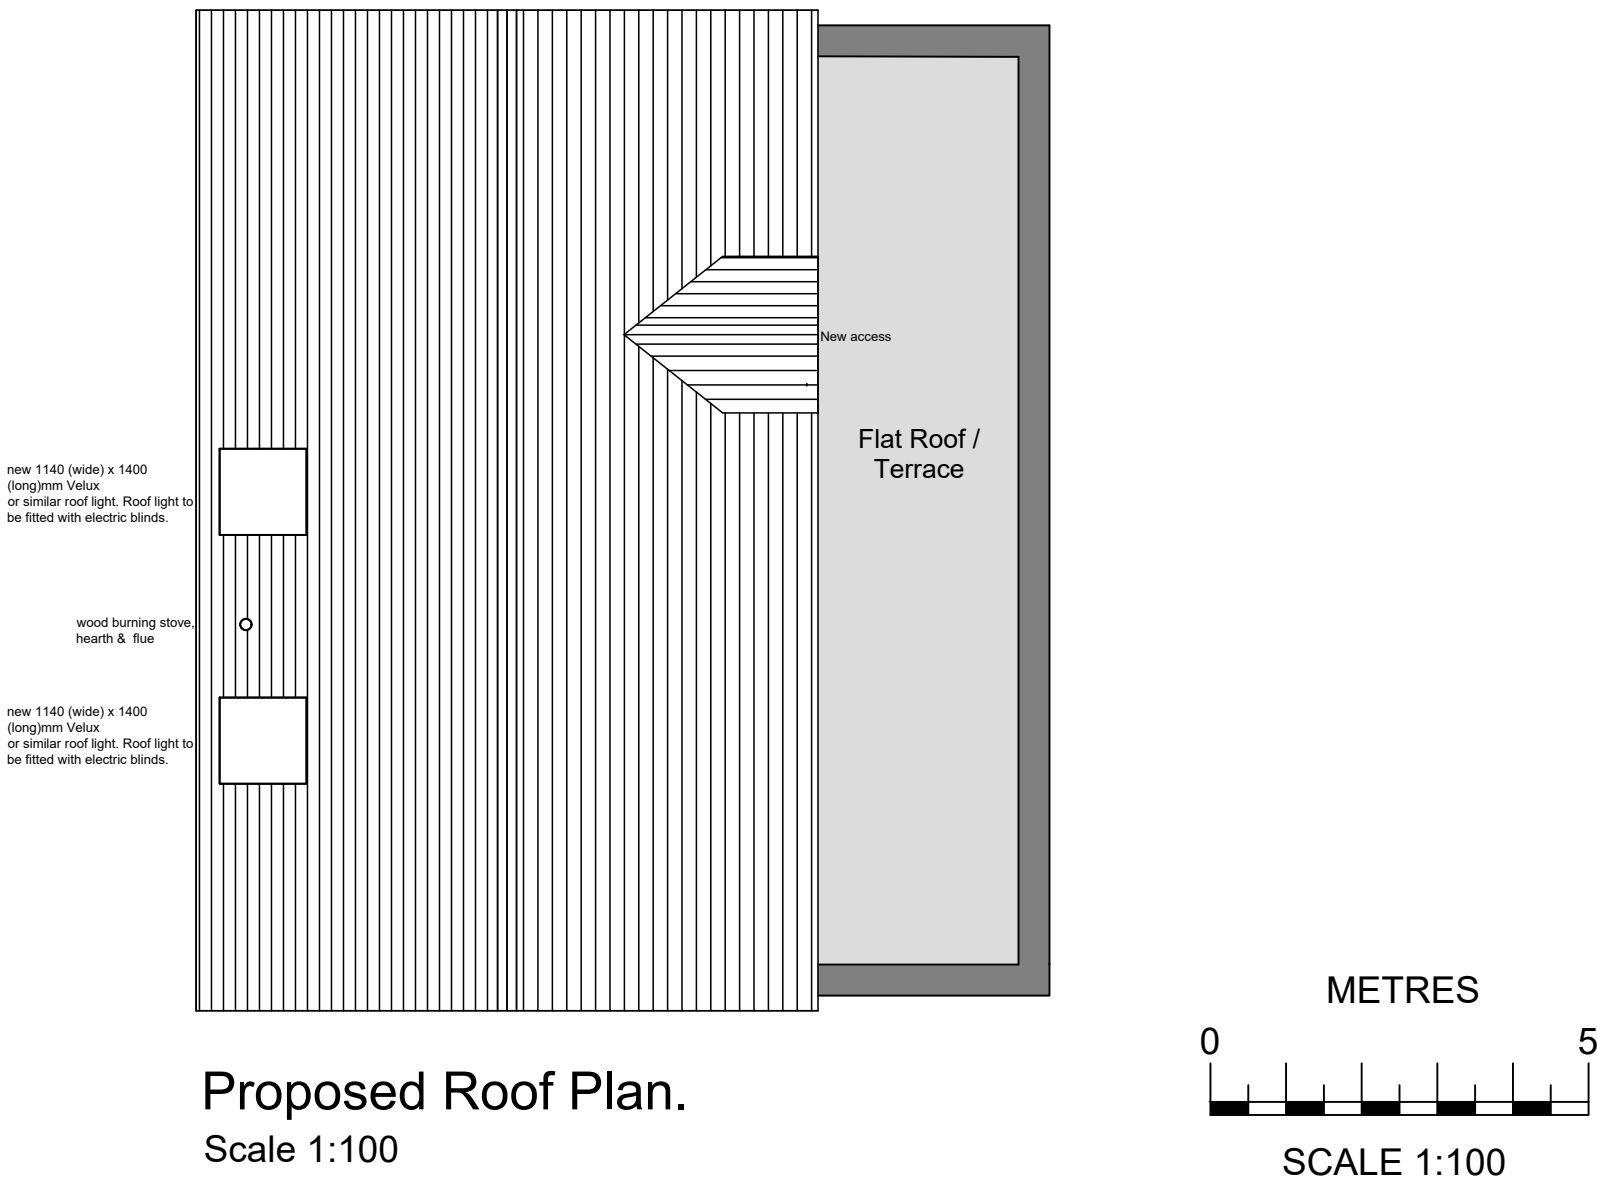 New access
Flat Roof /
Terrace
new 1140 (wide) x 1400
(long)mm Velux
or similar roof light. Roof light to
be fitted with electric blinds.
wood burning stove,
hearth & flue
new 1140 (wide) x 1400
(long)mm Velux
or similar roof light. Roof light to
be fitted with electric blinds.
Proposed Roof Plan.
Scale 1:100
METRES
0 5
SCALE 1:100